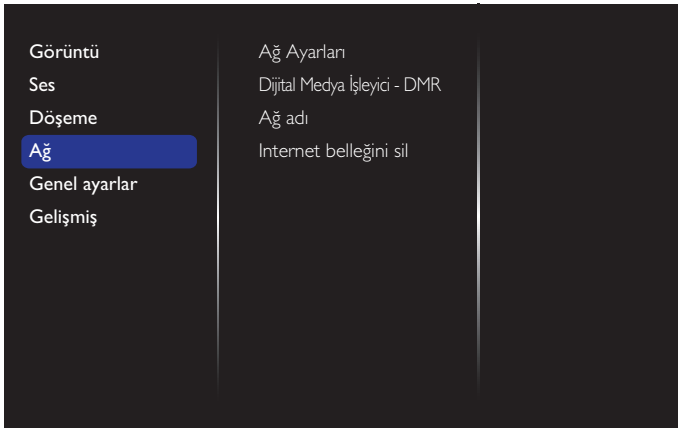 Görüntü
Ses
Döşeme
Ağ
Genel ayarlar
Gelişmiş
Ağ Ayarları
Dijital Medya İşleyici - DMR
Ağ adı
Internet belleğini sil